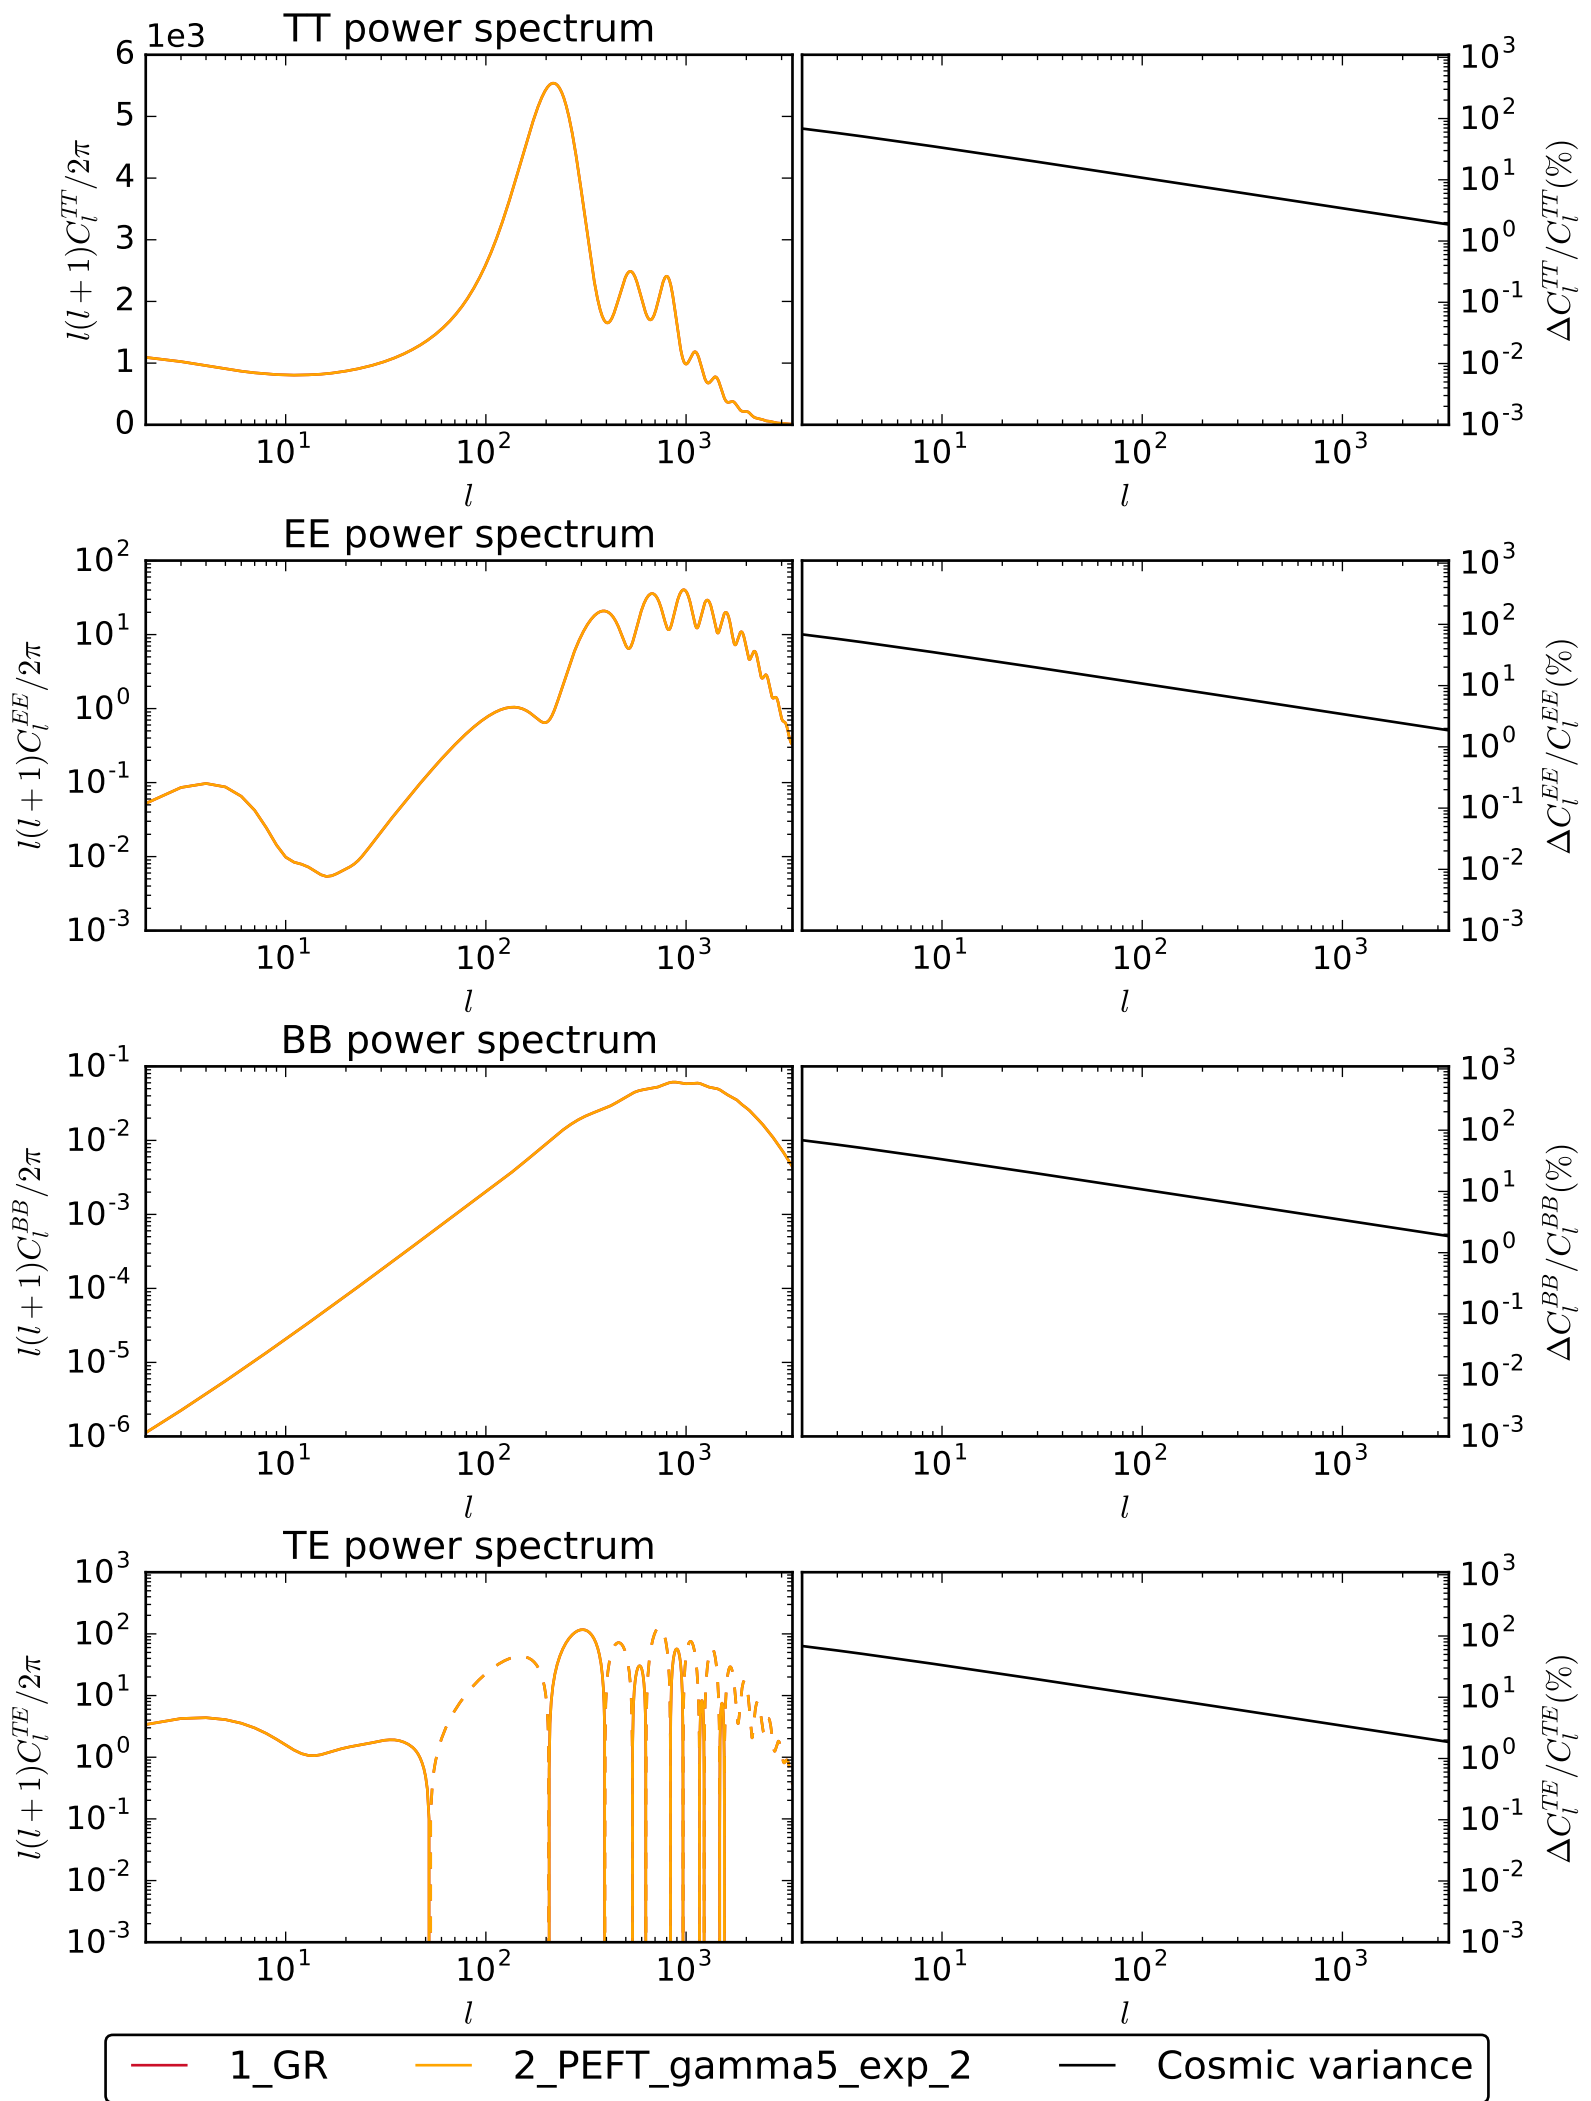 TT power spectrum
1e3
6
5
4
3
2
1
0
l(l+1)C_l^{TT}/2π
10^1 10^2 10^3
l
10^3
10^2
10^1
10^0
10^-1
10^-2
10^-3
ΔC_l^{TT}/C_l^{TT}(%)
10^1 10^2 10^3
l
EE power spectrum
10^2
10^1
10^0
10^-1
10^-2
10^-3
l(l+1)C_l^{EE}/2π
10^1 10^2 10^3
l
10^3
10^2
10^1
10^0
10^-1
10^-2
10^-3
ΔC_l^{EE}/C_l^{EE}(%)
10^1 10^2 10^3
l
BB power spectrum
10^-1
10^-2
10^-3
10^-4
10^-5
10^-6
l(l+1)C_l^{BB}/2π
10^1 10^2 10^3
l
10^3
10^2
10^1
10^0
10^-1
10^-2
10^-3
ΔC_l^{BB}/C_l^{BB}(%)
10^1 10^2 10^3
l
TE power spectrum
10^3
10^2
10^1
10^0
10^-1
10^-2
10^-3
l(l+1)C_l^{TE}/2π
10^1 10^2 10^3
l
10^3
10^2
10^1
10^0
10^-1
10^-2
10^-3
ΔC_l^{TE}/C_l^{TE}(%)
10^1 10^2 10^3
l
1_GR 2_PEFT_gamma5_exp_2 Cosmic variance